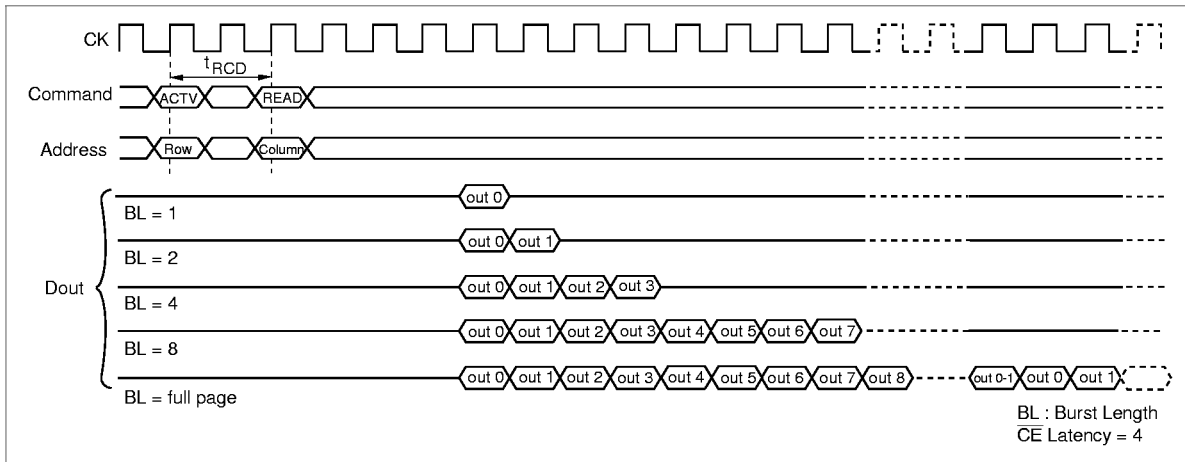 CK
tRCD
Command ACTV READ
Address Row Column
out 0
BL = 1
out 0 out 1
BL = 2
Dout
out 0 out 1 out 2 out 3
BL = 4
out 0 out 1 out 2 out 3 out 4 out 5 out 6 out 7
BL = 8
out 0 out 1 out 2 out 3 out 4 out 5 out 6 out 7 out 8 out 0-1 out 0 out 1
BL = full page
BL : Burst Length
CE Latency = 4